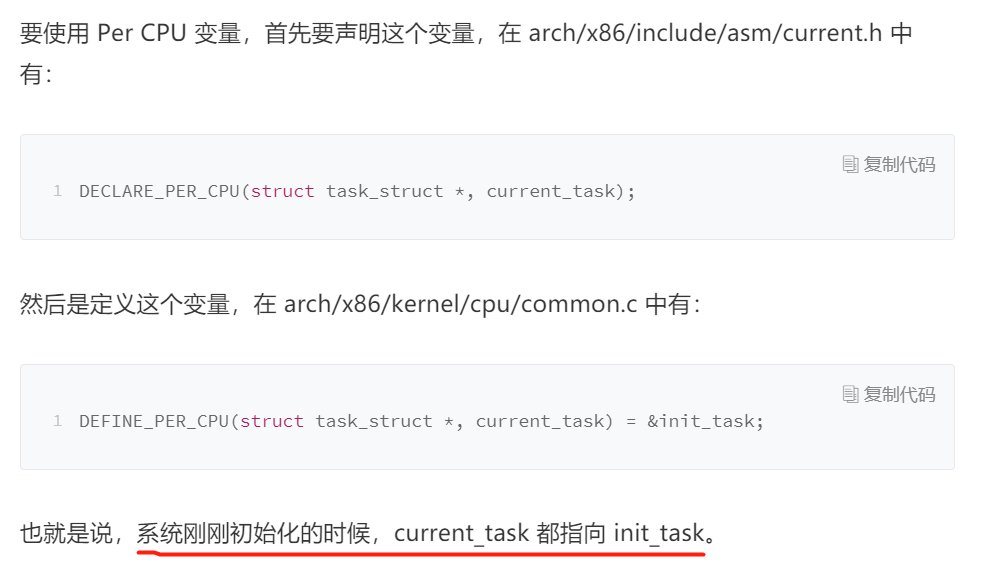 要使用 Per CPU 变量，首先要声明这个变量，在 arch/x86/include/asm/current.h 中
有：
复制代码
1 DECLARE_PER_CPU(struct task_struct *, current_task);
然后是定义这个变量，在 arch/x86/kernel/cpu/common.c 中有：
复制代码
1 DEFINE_PER_CPU(struct task_struct *, current_task) = &init_task;
也就是说，系统刚刚初始化的时候，current_task 都指向 init_task。